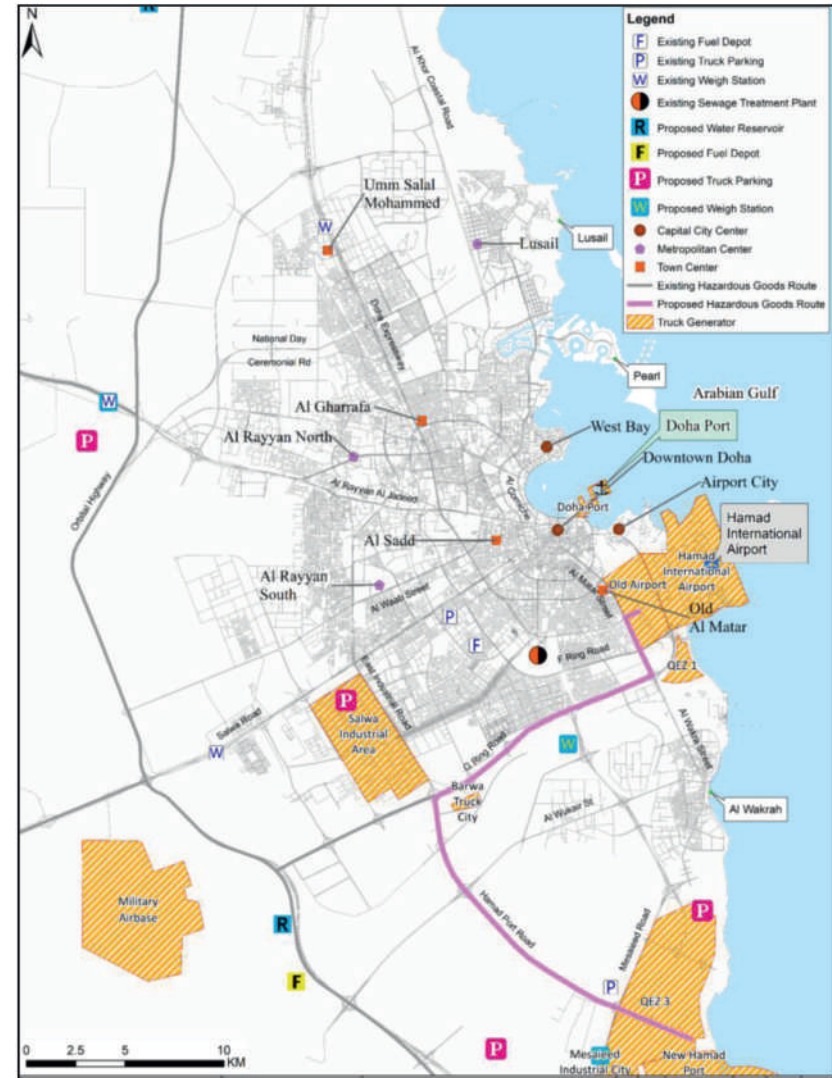 N
R
Legend
F Existing Fuel Depot
P Existing Truck Parking
W Existing Weigh Station
Existing Sewage Treatment Plant
R Proposed Water Reservoir
F Proposed Fuel Depot
P Proposed Truck Parking
W Proposed Weigh Station
Capital City Center
Metropolitan Center
Town Center
Existing Hazardous Goods Route
Proposed Hazardous Goods Route
Truck Generator
Al Khor Coastal Road
Umm Salal
Mohammed
W
Lusail
Lusail
Doha Expressway
National Day
Ceremonial Rd
Pearl
W
P
Arabian Gulf
Al Gharrafa
West Bay
Doha Port
Al Rayyan North
Downtown Doha
Orbital Highway
Al Rayyan Al Jadeed
Al Corniche
Airport City
Doha Port
Hamad
International
Airport
Al Sadd
Hamad
International
Airport
Al Rayyan
South
Al Waab Street
Al Matar Street
Old Airport
Old
Al Matar
P
F
F Ring Road
QEZ 1
East Industrial Road
P
Salwa
Industrial
Area
Salwa Road
W
G Ring Road
W
Al Wakra Street
Barwa
Truck
City
Al Wukair St
Al Wakrah
Military
Airbase
R
Hamad Port Road
P
Mesaieed Road
F
P
QEZ 3
P
W
Mesaieed
Industrial City
New Hamad
Port
0 2.5 5 10
KM